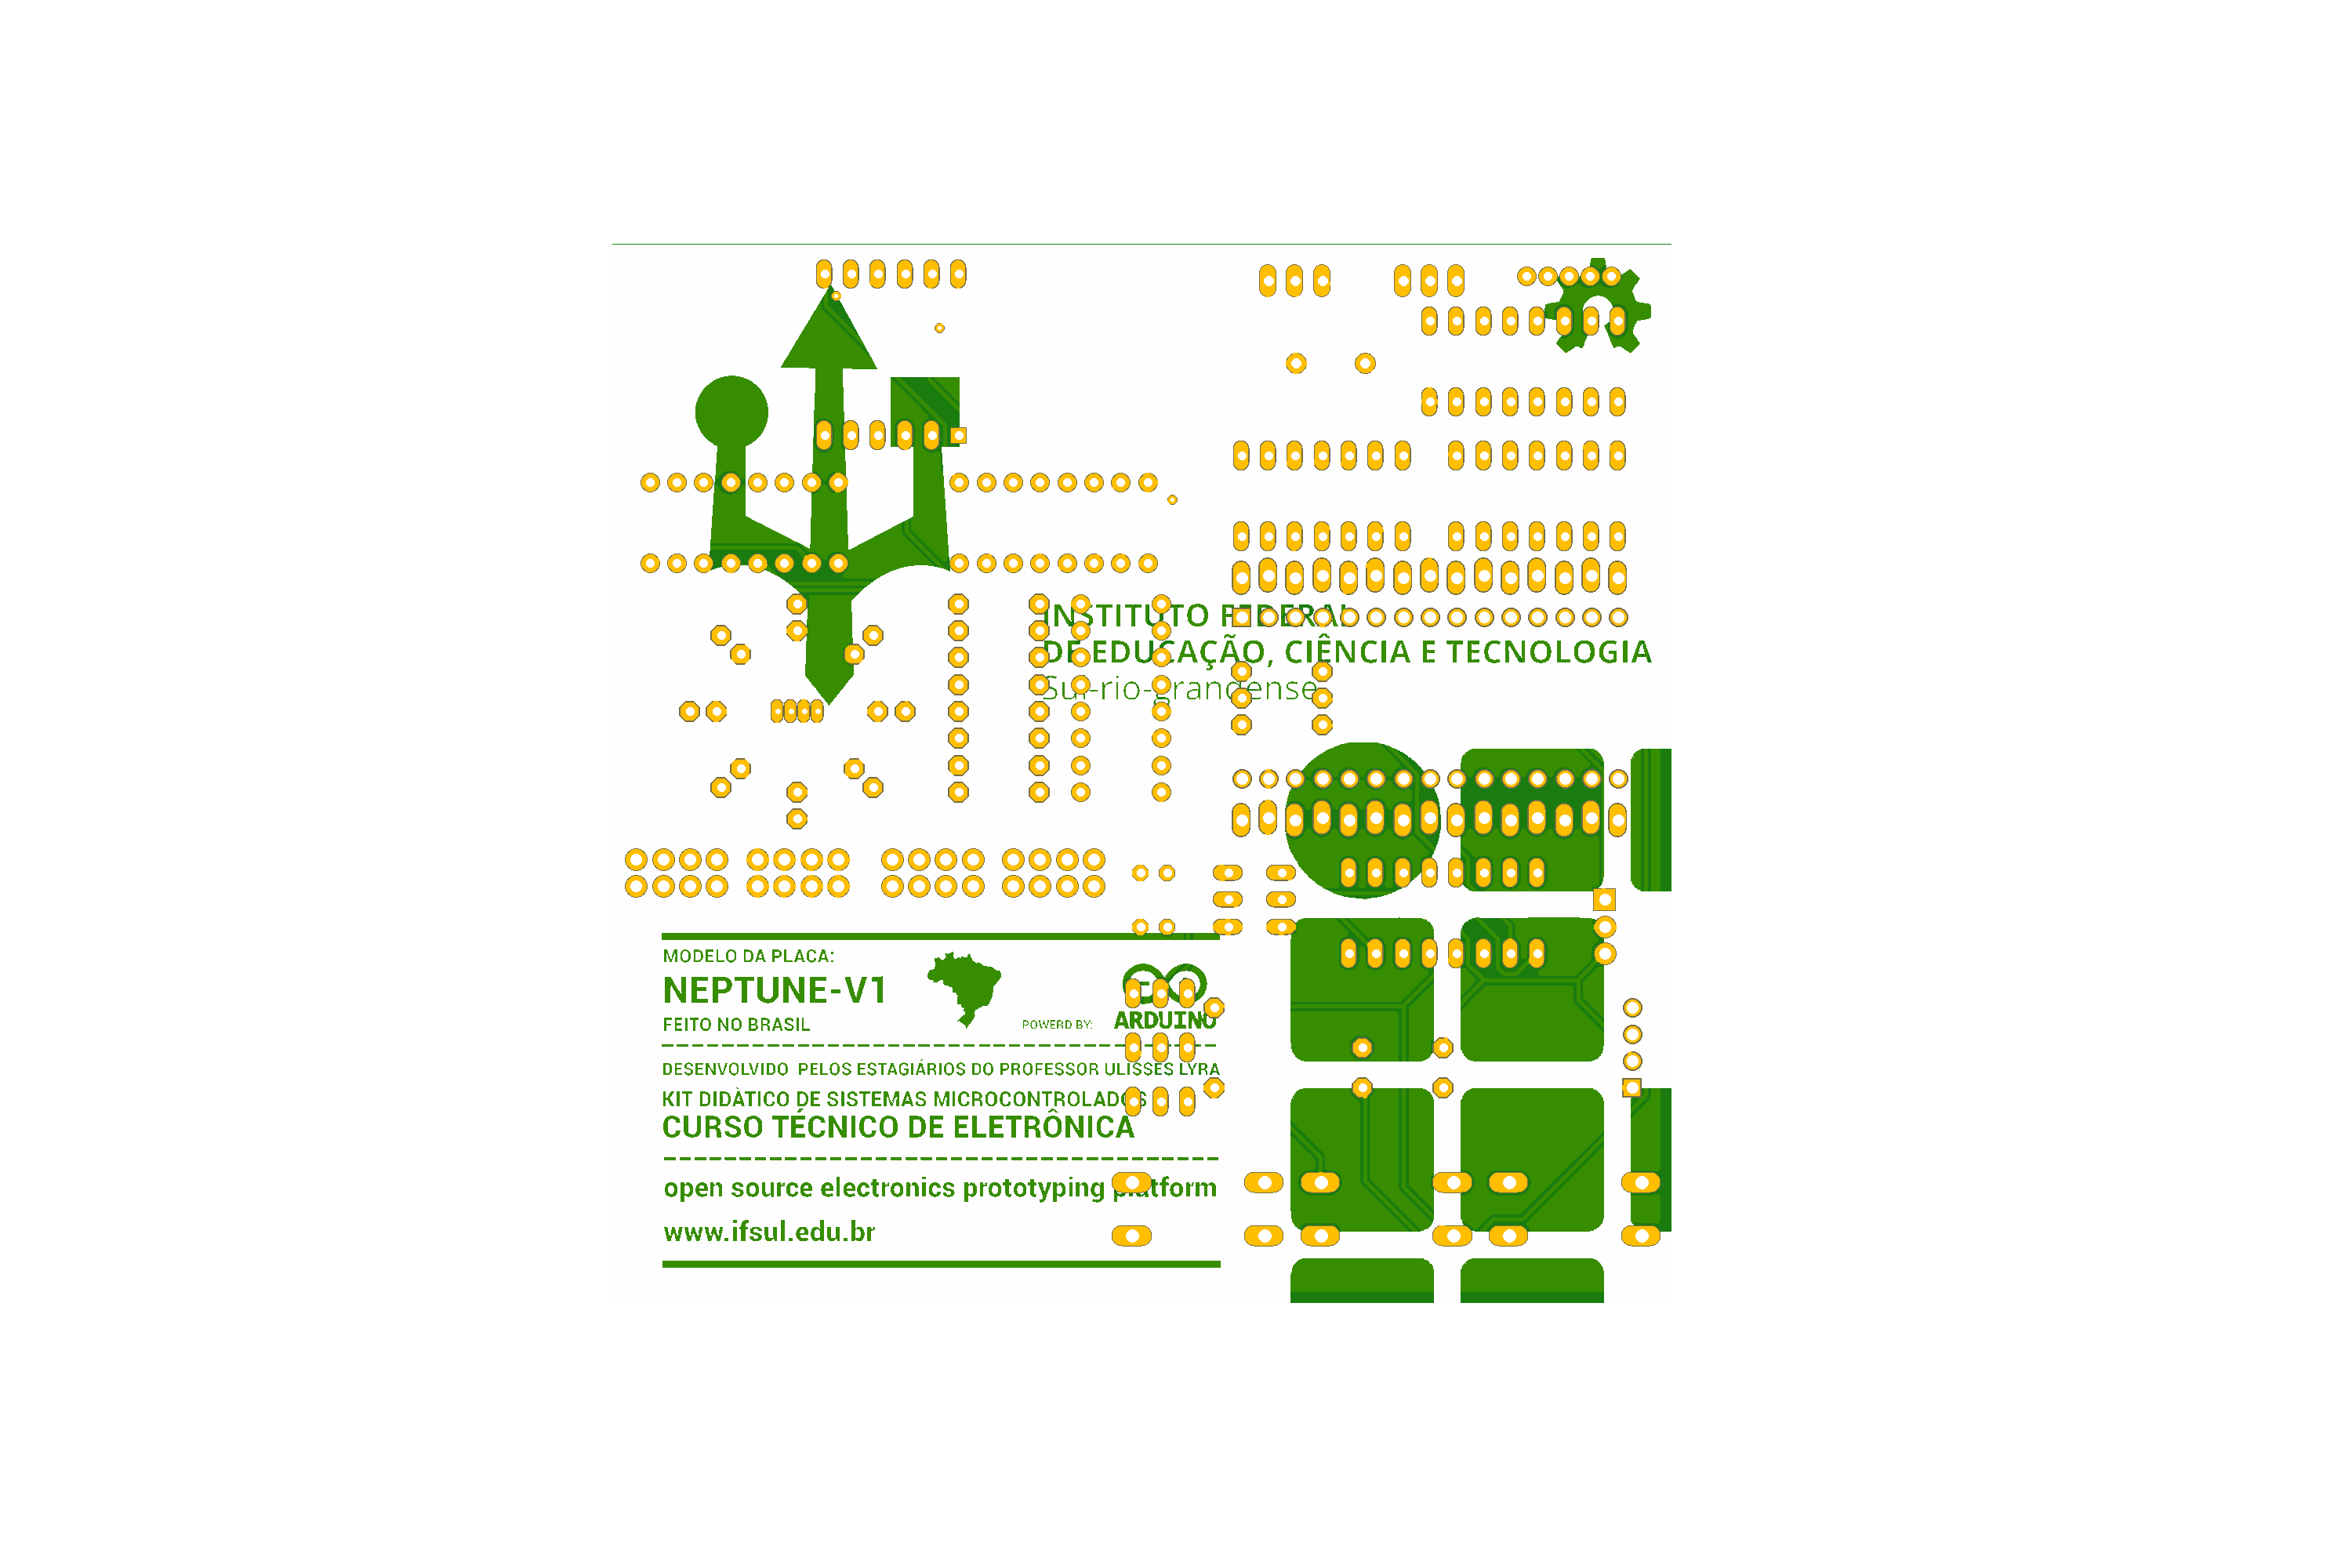 INSTITUTO FEDERAL
DE EDUCAÇÃO, CIÊNCIA E TECNOLOGIA
Sul-rio-grandense
MODELO DA PLACA:
NEPTUNE-V1
FEITO NO BRASIL
POWERD BY:
ARDUINO
DESENVOLVIDO PELOS ESTAGIÁRIOS DO PROFESSOR ULISSES LYRA
KIT DIDÀTICO DE SISTEMAS MICROCONTROLADOS
CURSO TÉCNICO DE ELETRÔNICA
open source electronics prototyping platform
www.ifsul.edu.br